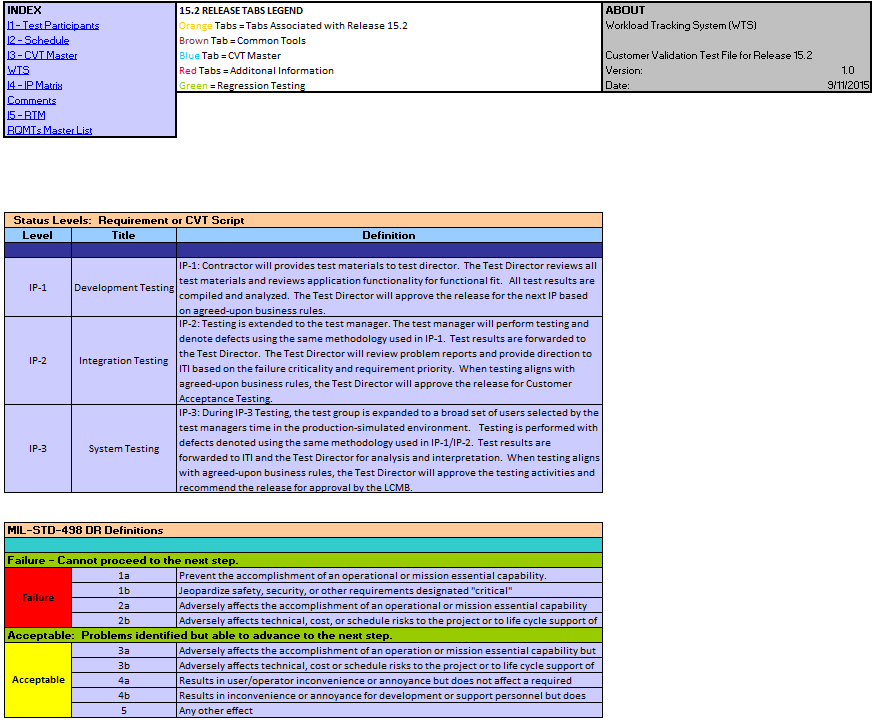 INDEX
I1 - Test Participants
I2 - Schedule
I3 - CVT Master
WTS
I4 - IP Matrix
Comments
I5 - RTM
RQMTs Master List
15.2 RELEASE TABS LEGEND
Orange Tabs = Tabs Associated with Release 15.2
Brown Tab = Common Tools
Blue Tab = CVT Master
Red Tabs = Additonal Information
Green = Regression Testing
ABOUT
Workload Tracking System (WTS)
Customer Validation Test File for Release 15.2
Version: 1.0
Date: 9/11/2015
Status Levels: Requirement or CVT Script
Level Title Definition
IP-1 Development Testing
IP-1: Contractor will provides test materials to test director. The Test Director reviews all
test materials and reviews application functionality for functional fit. All test results are
compiled and analyzed. The Test Director will approve the release for the next IP based
on agreed-upon business rules.
IP-2 Integration Testing
IP-2: Testing is extended to the test manager. The test manager will perform testing and
denote defects using the same methodology used in IP-1. Test results are forwarded to
the Test Director. The Test Director will review problem reports and provide direction to
ITI based on the failure criticality and requirement priority. When testing aligns with
agreed-upon business rules, the Test Director will approve the release for Customer
Acceptance Testing.
IP-3 System Testing
IP-3: During IP-3 Testing, the test group is expanded to a broad set of users selected by the
test managers time in the production-simulated environment. Testing is performed with
defects denoted using the same methodology used in IP-1/IP-2. Test results are
forwarded to ITI and the Test Director for analysis and interpretation. When testing aligns
with agreed-upon business rules, the Test Director will approve the testing activities and
recommend the release for approval by the LCMB.
MIL-STD-498 DR Definitions
Failure - Cannot proceed to the next step.
Failure
1a Prevent the accomplishment of an operational or mission essential capability.
1b Jeopardize safety, security, or other requirements designated "critical"
2a Adversely affects the accomplishment of an operational or mission essential capability
2b Adversely affects technical, cost, or schedule risks to the project or to life cycle support of
Acceptable: Problems identified but able to advance to the next step.
Acceptable
3a Adversely affects the accomplishment of an operation or mission essential capability but
3b Adversely affects technical, cost or schedule risks to the project or to life cycle support of
4a Results in user/operator inconvenience or annoyance but does not affect a required
4b Results in inconvenience or annoyance for development or support personnel but does
5 Any other effect